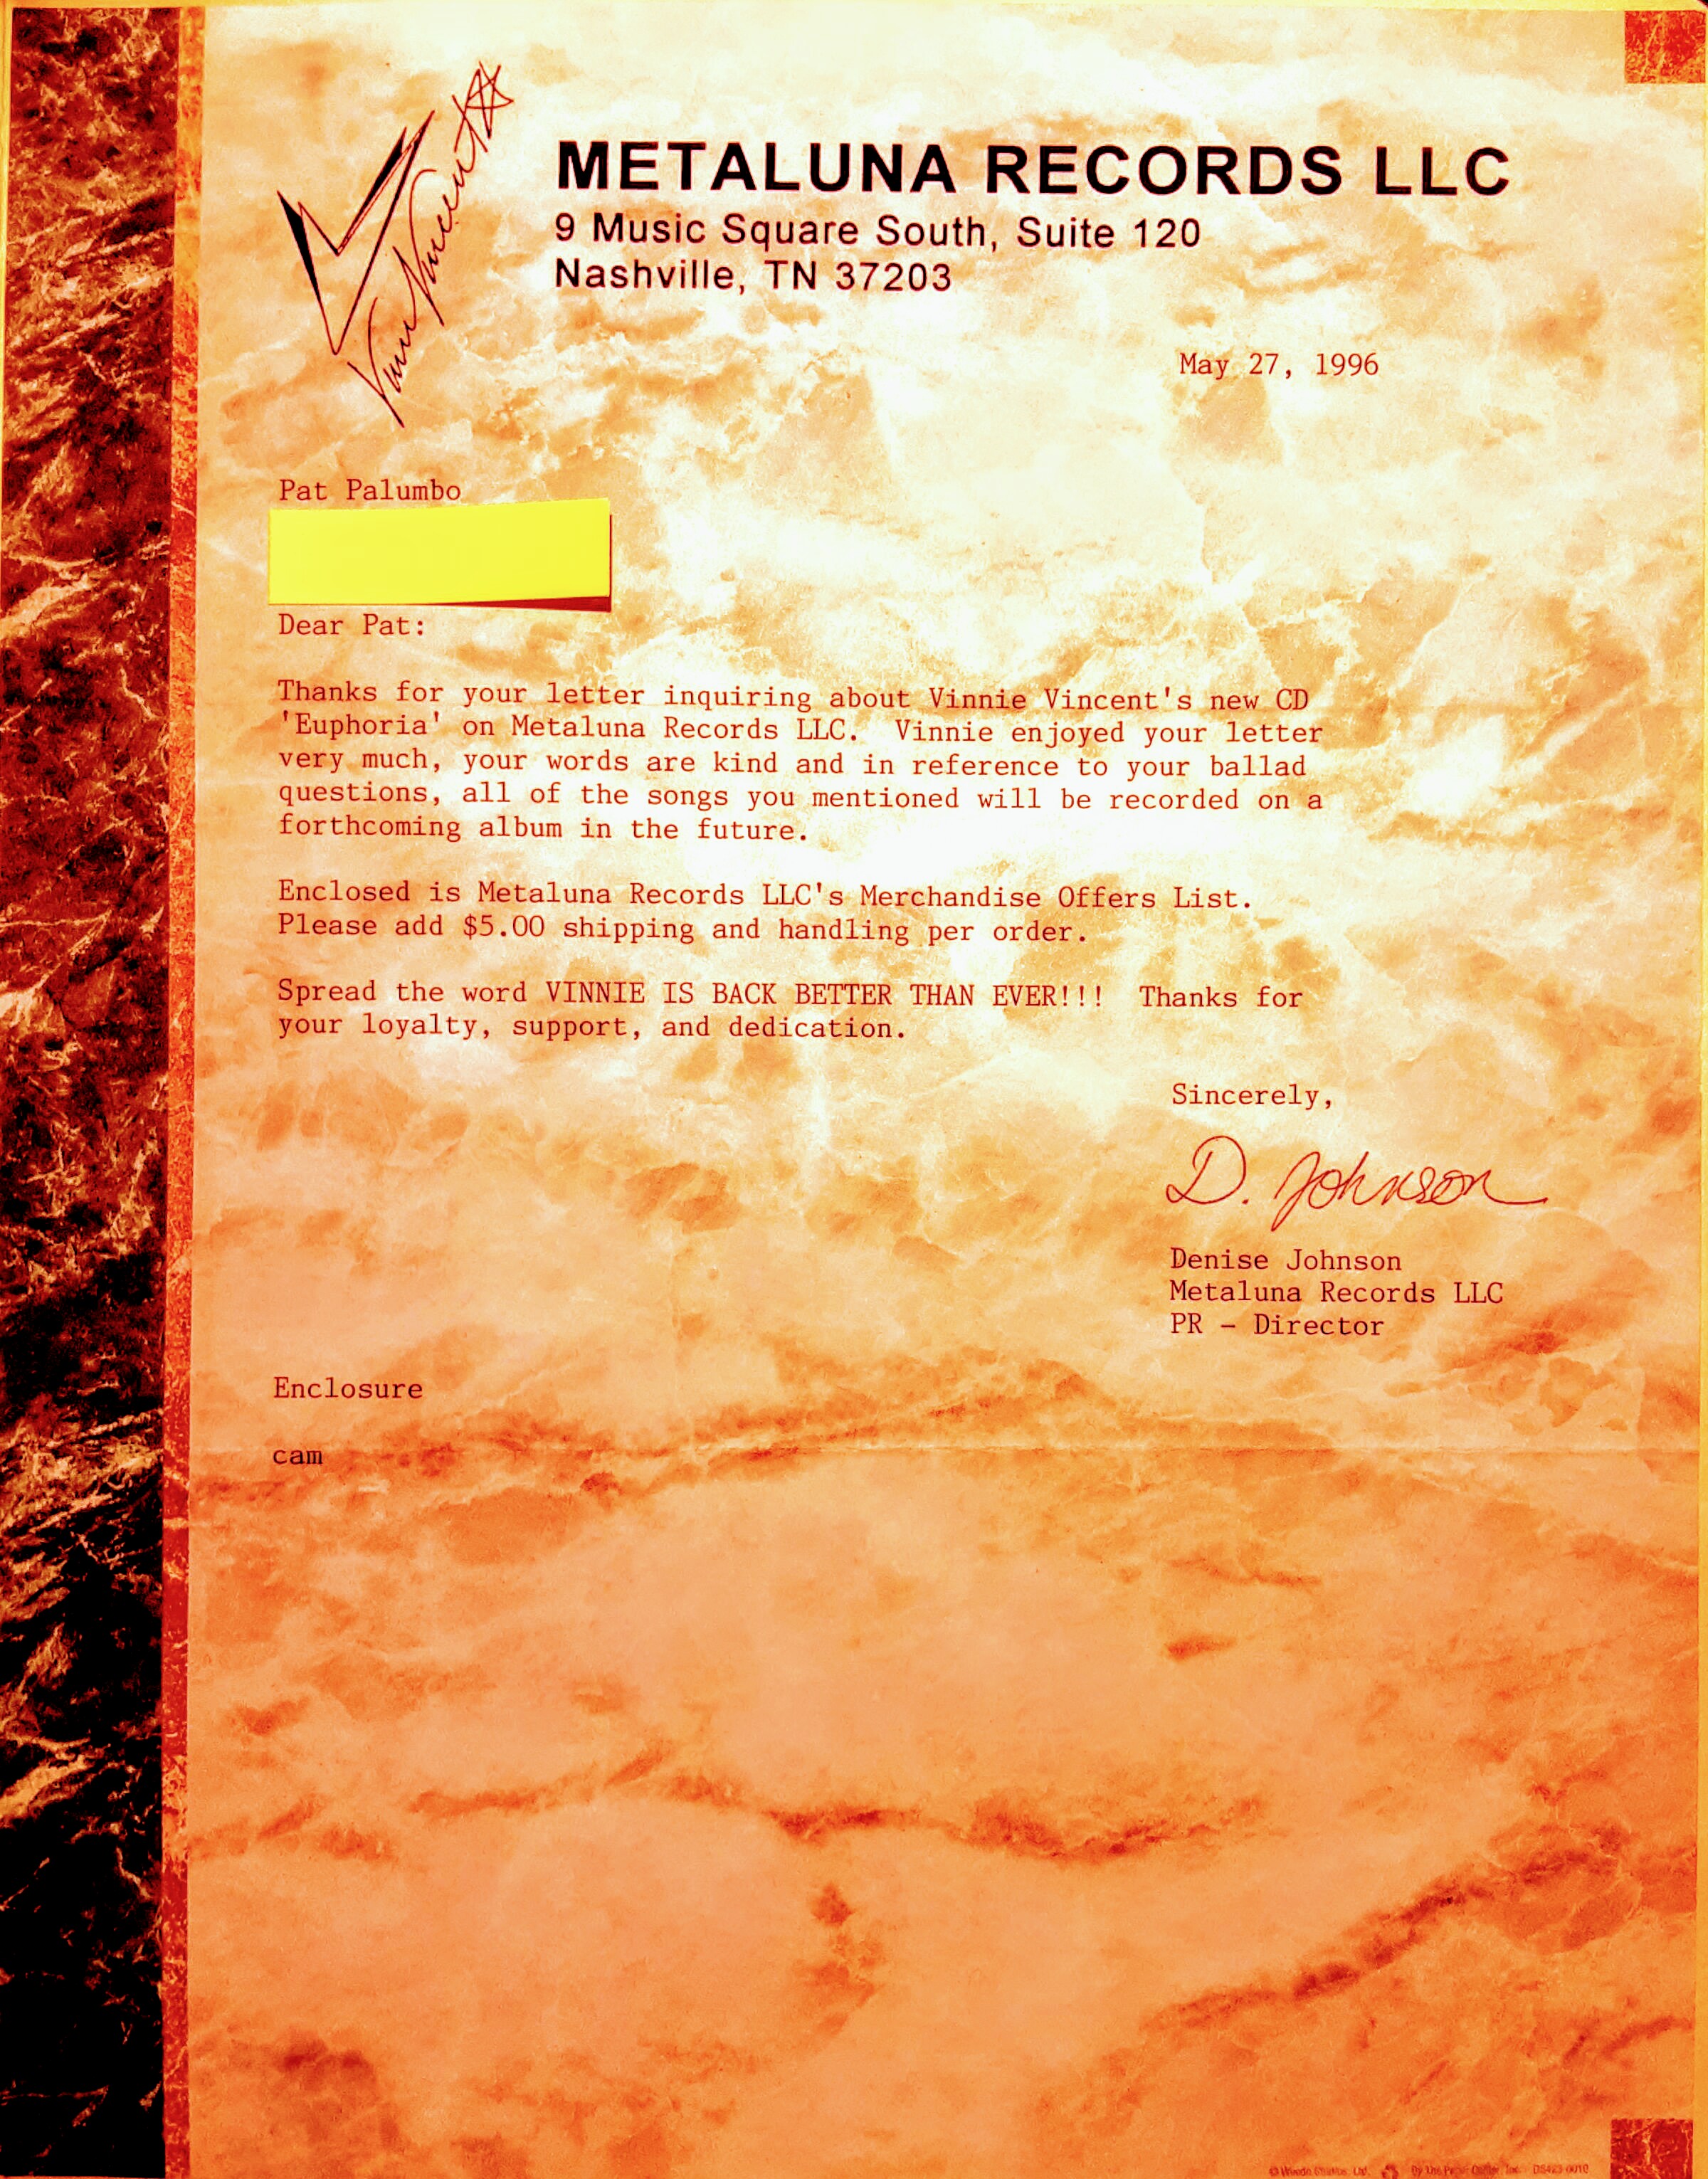 Vinnie Vincent
METALUNA RECORDS LLC
9 Music Square South, Suite 120
Nashville, TN 37203
May 27, 1996
Pat Palumbo
Dear Pat:
Thanks for your letter inquiring about Vinnie Vincent's new CD
'Euphoria' on Metaluna Records LLC.  Vinnie enjoyed your letter
very much, your words are kind and in reference to your ballad
questions, all of the songs you mentioned will be recorded on a
forthcoming album in the future.
Enclosed is Metaluna Records LLC's Merchandise Offers List.
Please add $5.00 shipping and handling per order.
Spread the word VINNIE IS BACK BETTER THAN EVER!!!  Thanks for
your loyalty, support, and dedication.
Sincerely,
D. Johnson
Denise Johnson
Metaluna Records LLC
PR - Director
Enclosure
cam